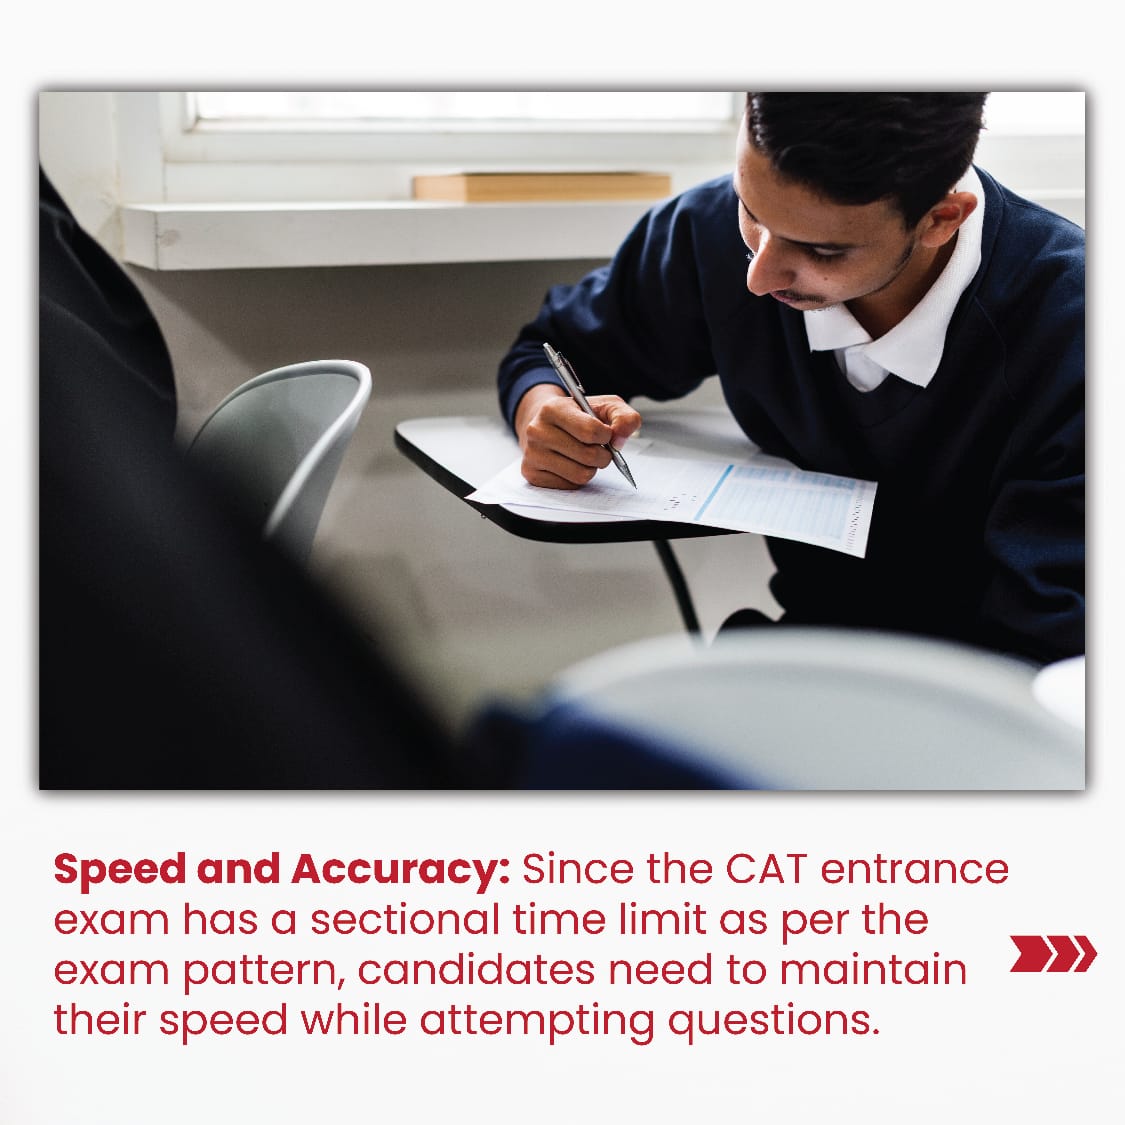 Speed and Accuracy: Since the CAT entrance
exam has a sectional time limit as per the
exam pattern, candidates need to maintain
their speed while attempting questions.